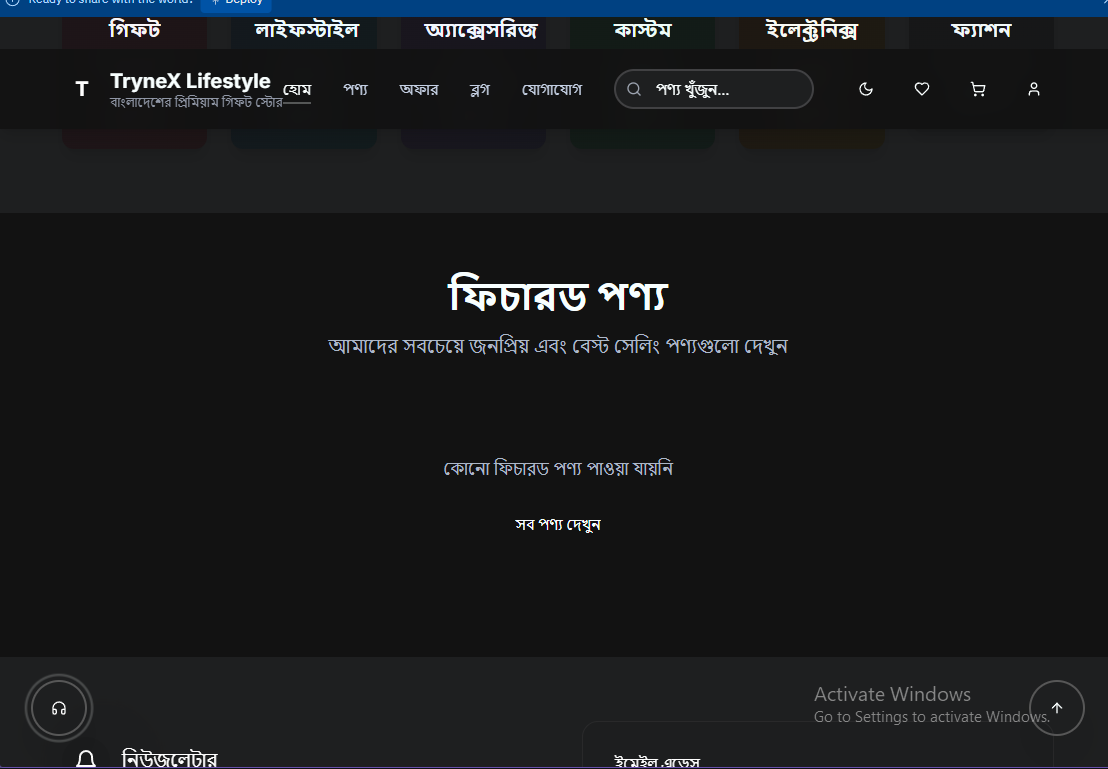 Ready to share with the world! Deploy
গিফট লাইফস্টাইল অ্যাক্সেসরিজ কাস্টম ইলেক্ট্রনিক্স ফ্যাশন
T TryneX Lifestyle হোম পণ্য অফার ব্লগ যোগাযোগ পণ্য খুঁজুন...
বাংলাদেশের প্রিমিয়াম গিফট স্টোর
ফিচারড পণ্য
আমাদের সবচেয়ে জনপ্রিয় এবং বেস্ট সেলিং পণ্যগুলো দেখুন
কোনো ফিচারড পণ্য পাওয়া যায়নি
সব পণ্য দেখুন
Activate Windows
Go to Settings to activate Windows.
নিউজলেটার
ইমেইল এড্রেস